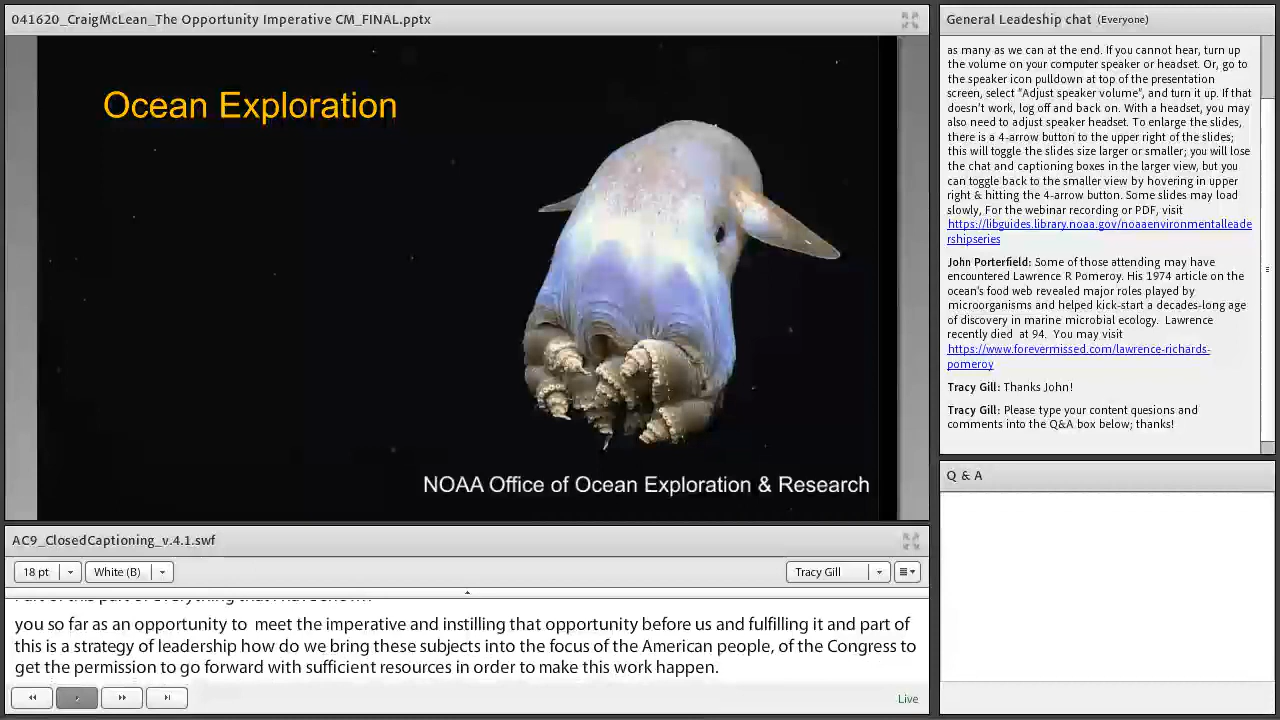 041620_CraigMcLean_The Opportunity Imperative CM_FINAL.pptx
Ocean Exploration
NOAA Office of Ocean Exploration & Research
AC9_ClosedCaptioning_v.4.1.swf
18 pt
White (B)
Tracy Gill
you so far as an opportunity to  meet the imperative and instilling that opportunity before us and fulfilling it and part of
this is a strategy of leadership how do we bring these subjects into the focus of the American people, of the Congress to
get the permission to go forward with sufficient resources in order to make this work happen.
Live
General Leadership chat (Everyone)
as many as we can at the end. If you cannot hear, turn up
the volume on your computer speaker or headset. Or, go to
the speaker icon pulldown at top of the presentation
screen, select "Adjust speaker volume", and turn it up. If that
doesn't work, log off and back on. With a headset, you may
also need to adjust speaker headset. To enlarge the slides,
there is a 4-arrow button to the upper right of the slides;
this will toggle the slides size larger or smaller; you will lose
the chat and captioning boxes in the larger view, but you
can toggle back to the smaller view by hovering in upper
right & hitting the 4-arrow button. Some slides may load
slowly, For the webinar recording or PDF, visit
https://libguides.library.noaa.gov/noaaenvironmentalleade
rshipseries
John Porterfield: Some of those attending may have
encountered Lawrence R Pomeroy. His 1974 article on the
ocean's food web revealed major roles played by
microorganisms and helped kick-start a decades-long age
of discovery in marine microbial ecology.  Lawrence
recently died  at 94.  You may visit
https://www.forevermissed.com/lawrence-richards-
pomeroy
Tracy Gill: Thanks John!
Tracy Gill: Please type your content quesions and
comments into the Q&A box below; thanks!
Q & A